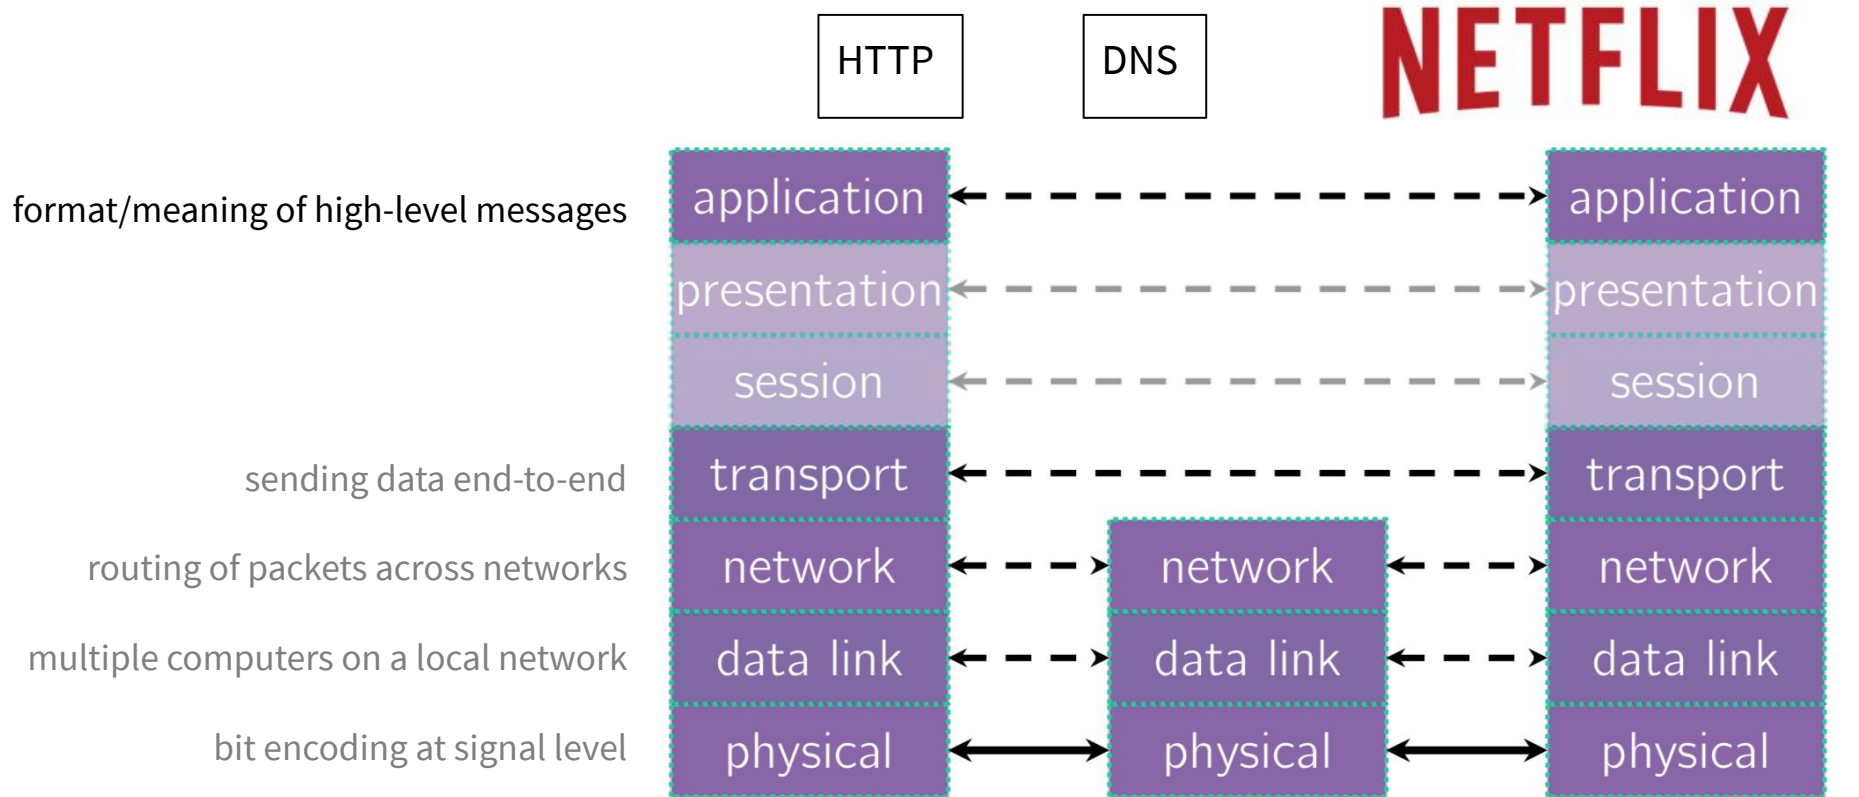 HTTP
DNS
NETFLIX
format/meaning of high-level messages
application
application
presentation
presentation
session
session
sending data end-to-end
transport
transport
routing of packets across networks
network
network
network
multiple computers on a local network
data link
data link
data link
bit encoding at signal level
physical
physical
physical